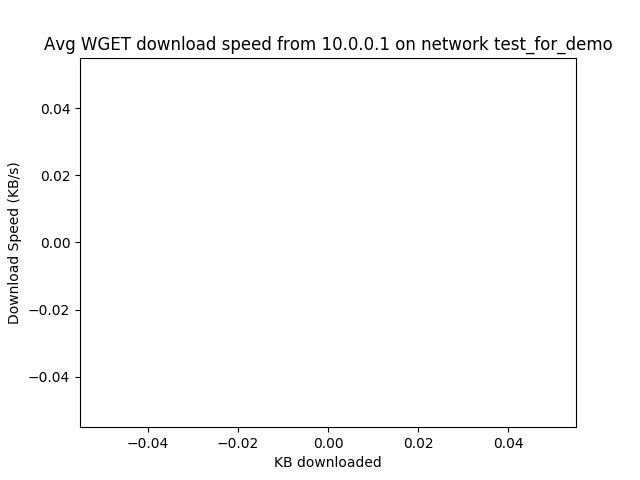 Avg WGET download speed from 10.0.0.1 on network test_for_demo
0.04
0.02
0.00
−0.02
−0.04
Download Speed (KB/s)
−0.04 −0.02 0.00 0.02 0.04
KB downloaded